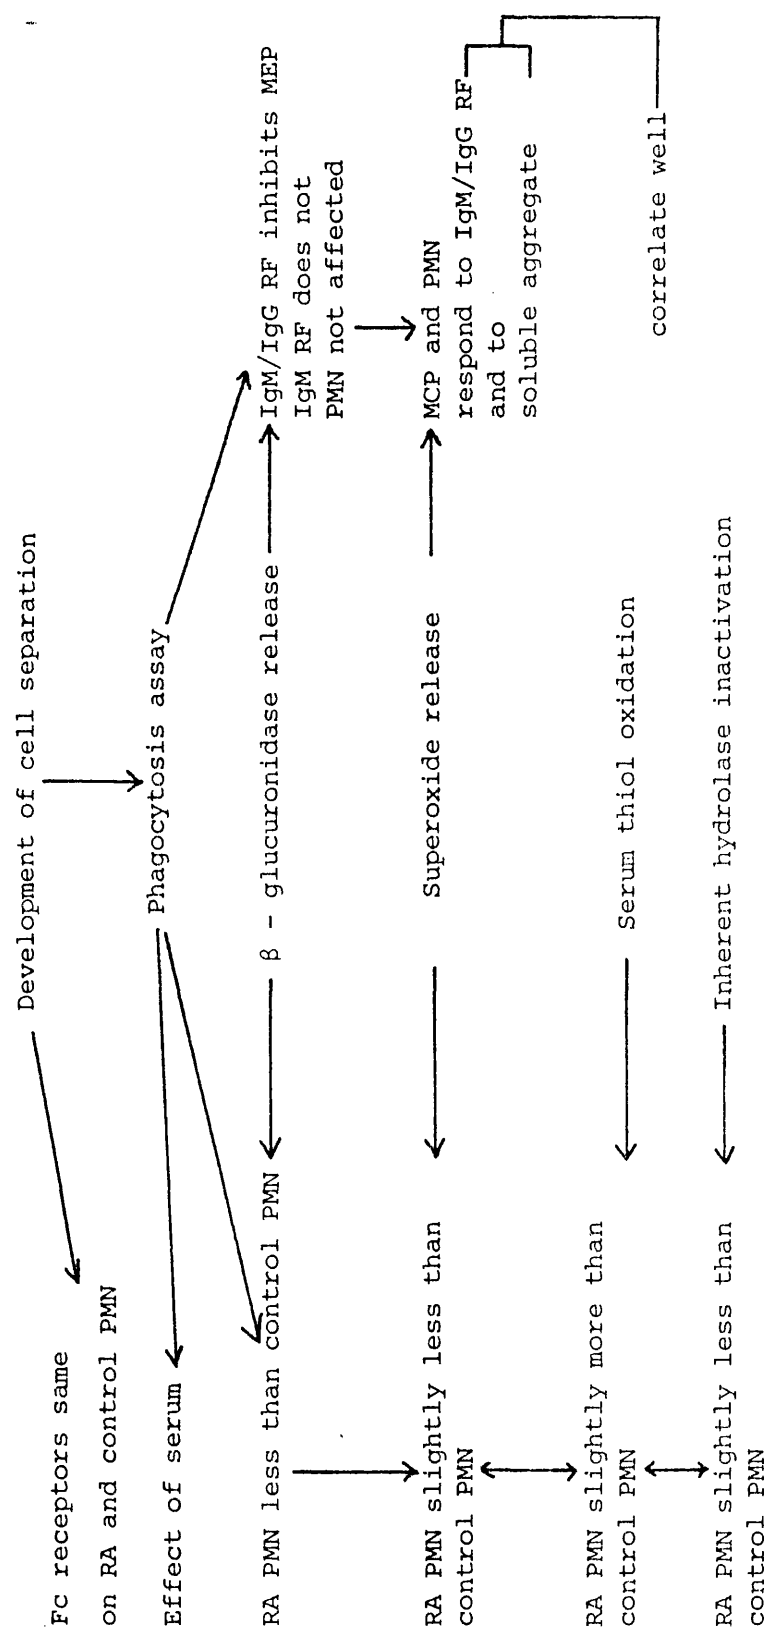 Development of cell separation
Fc receptors same
on RA and control PMN
Phagocytosis assay
Effect of serum
RA PMN less than control PMN
β - glucuronidase release
IgM/IgG RF inhibits MEP
IgM RF does not
PMN not affected
RA PMN slightly less than
control PMN
Superoxide release
MCP and PMN
respond to IgM/IgG RF
and to
soluble aggregate
correlate well
RA PMN slightly more than
control PMN
Serum thiol oxidation
RA PMN slightly less than
control PMN
Inherent hydrolase inactivation